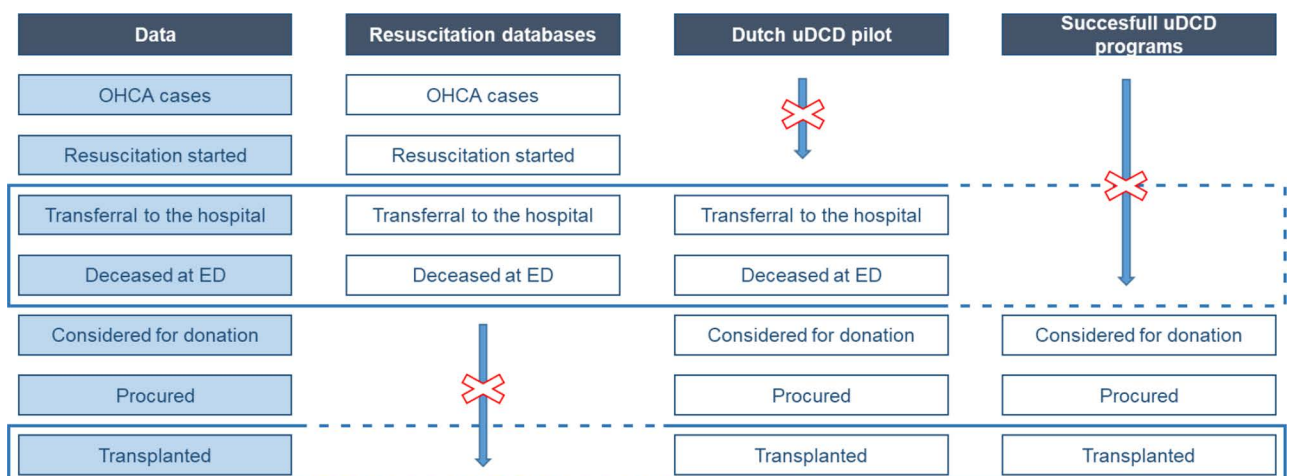 Data
Resuscitation databases
Dutch uDCD pilot
Succesfull uDCD
programs
OHCA cases
OHCA cases
Resuscitation started
Resuscitation started
Transferral to the hospital
Transferral to the hospital
Transferral to the hospital
Deceased at ED
Deceased at ED
Deceased at ED
Considered for donation
Considered for donation
Considered for donation
Procured
Procured
Procured
Transplanted
Transplanted
Transplanted